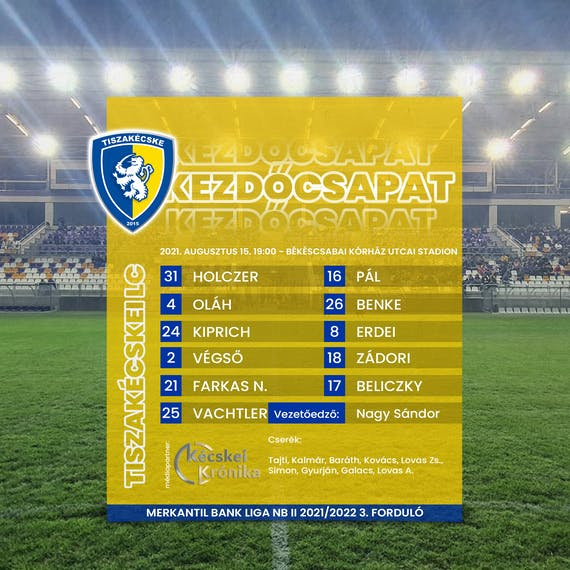 TISZAKÉCSKE
2015
KEZDŐCSAPAT
KEZDŐCSAPAT
KEZDŐCSAPAT
2021. AUGUSZTUS 15, 19:00 – BÉKÉSCSABAI KÓRHÁZ UTCAI STADION
TISZAKÉCSKEI LC
31 HOLCZER
4 OLÁH
24 KIPRICH
2 VÉGSŐ
21 FARKAS N.
25 VACHTLER
16 PÁL
26 BENKE
8 ERDEI
18 ZÁDORI
17 BELICZKY
Vezetőedző: Nagy Sándor
médiapartner:
Kécskei
Krónika
Cserék:
Tajti, Kalmár, Baráth, Kovács, Lovas Zs.,
Simon, Gyurján, Galacs, Lovas A.
MERKANTIL BANK LIGA NB II 2021/2022 3. FORDULÓ